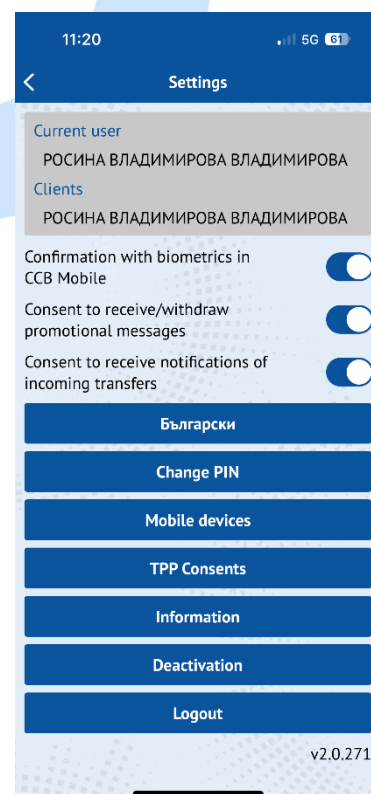 11:20
5G 61
Settings
Current user
РОСИНА ВЛАДИМИРОВА ВЛАДИМИРОВА
Clients
РОСИНА ВЛАДИМИРОВА ВЛАДИМИРОВА
Confirmation with biometrics in
CCB Mobile
Consent to receive/withdraw
promotional messages
Consent to receive notifications of
incoming transfers
Български
Change PIN
Mobile devices
TPP Consents
Information
Deactivation
Logout
v2.0.271